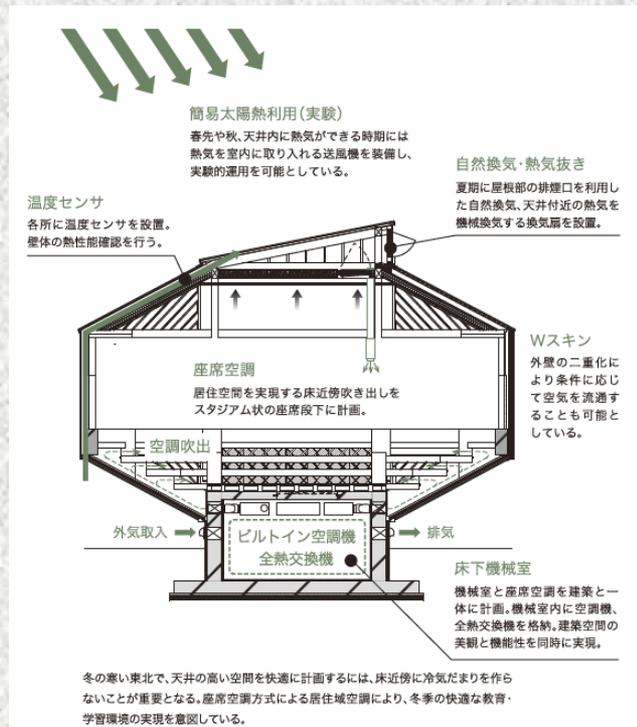 簡易太陽熱利用（実験）
春先や秋、天井内に熱気ができる時期には
熱気を室内に取り入れる送風機を装備し、
実験的運用を可能としている。
自然換気・熱気抜き
夏期に屋根部の排煙口を利用し
た自然換気、天井付近の熱気を
機械換気する換気扇を設置。
温度センサ
各所に温度センサを設置。
壁体の熱性能確認を行う。
Wスキン
外壁の二重化に
より条件に応じ
て空気を流通す
ることも可能と
している。
座席空調
居住空間を実現する床近傍吹き出しを
スタジアム状の座席段下に計画。
空調吹出
外気取入
ビルトイン空調機
全熱交換機
排気
床下機械室
機械室と座席空調を建築と一
体に計画。機械室内に空調機、
全熱交換機を格納。建築空間の
美観と機能性を同時に実現。
冬の寒い東北で、天井の高い空間を快適に計画するには、床近傍に冷気だまりを作ら
ないことが重要となる。座席空調方式による居住域空調により、冬季の快適な教育・
学習環境の実現を意図している。